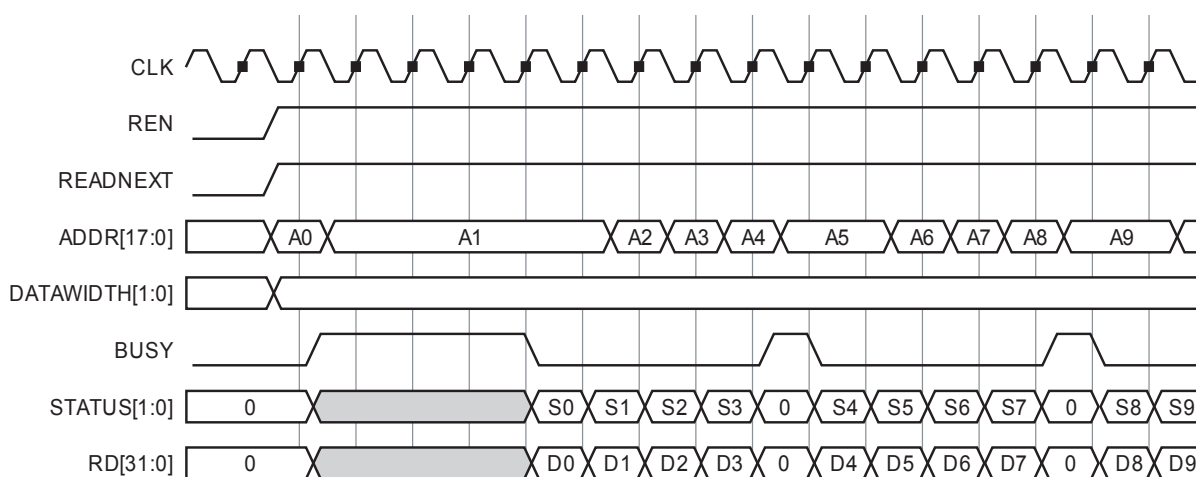 CLK
REN
READNEXT
ADDR[17:0] A0 A1 A2 A3 A4 A5 A6 A7 A8 A9
DATAWIDTH[1:0]
BUSY
STATUS[1:0] 0 S0 S1 S2 S3 0 S4 S5 S6 S7 0 S8 S9
RD[31:0] 0 D0 D1 D2 D3 0 D4 D5 D6 D7 0 D8 D9